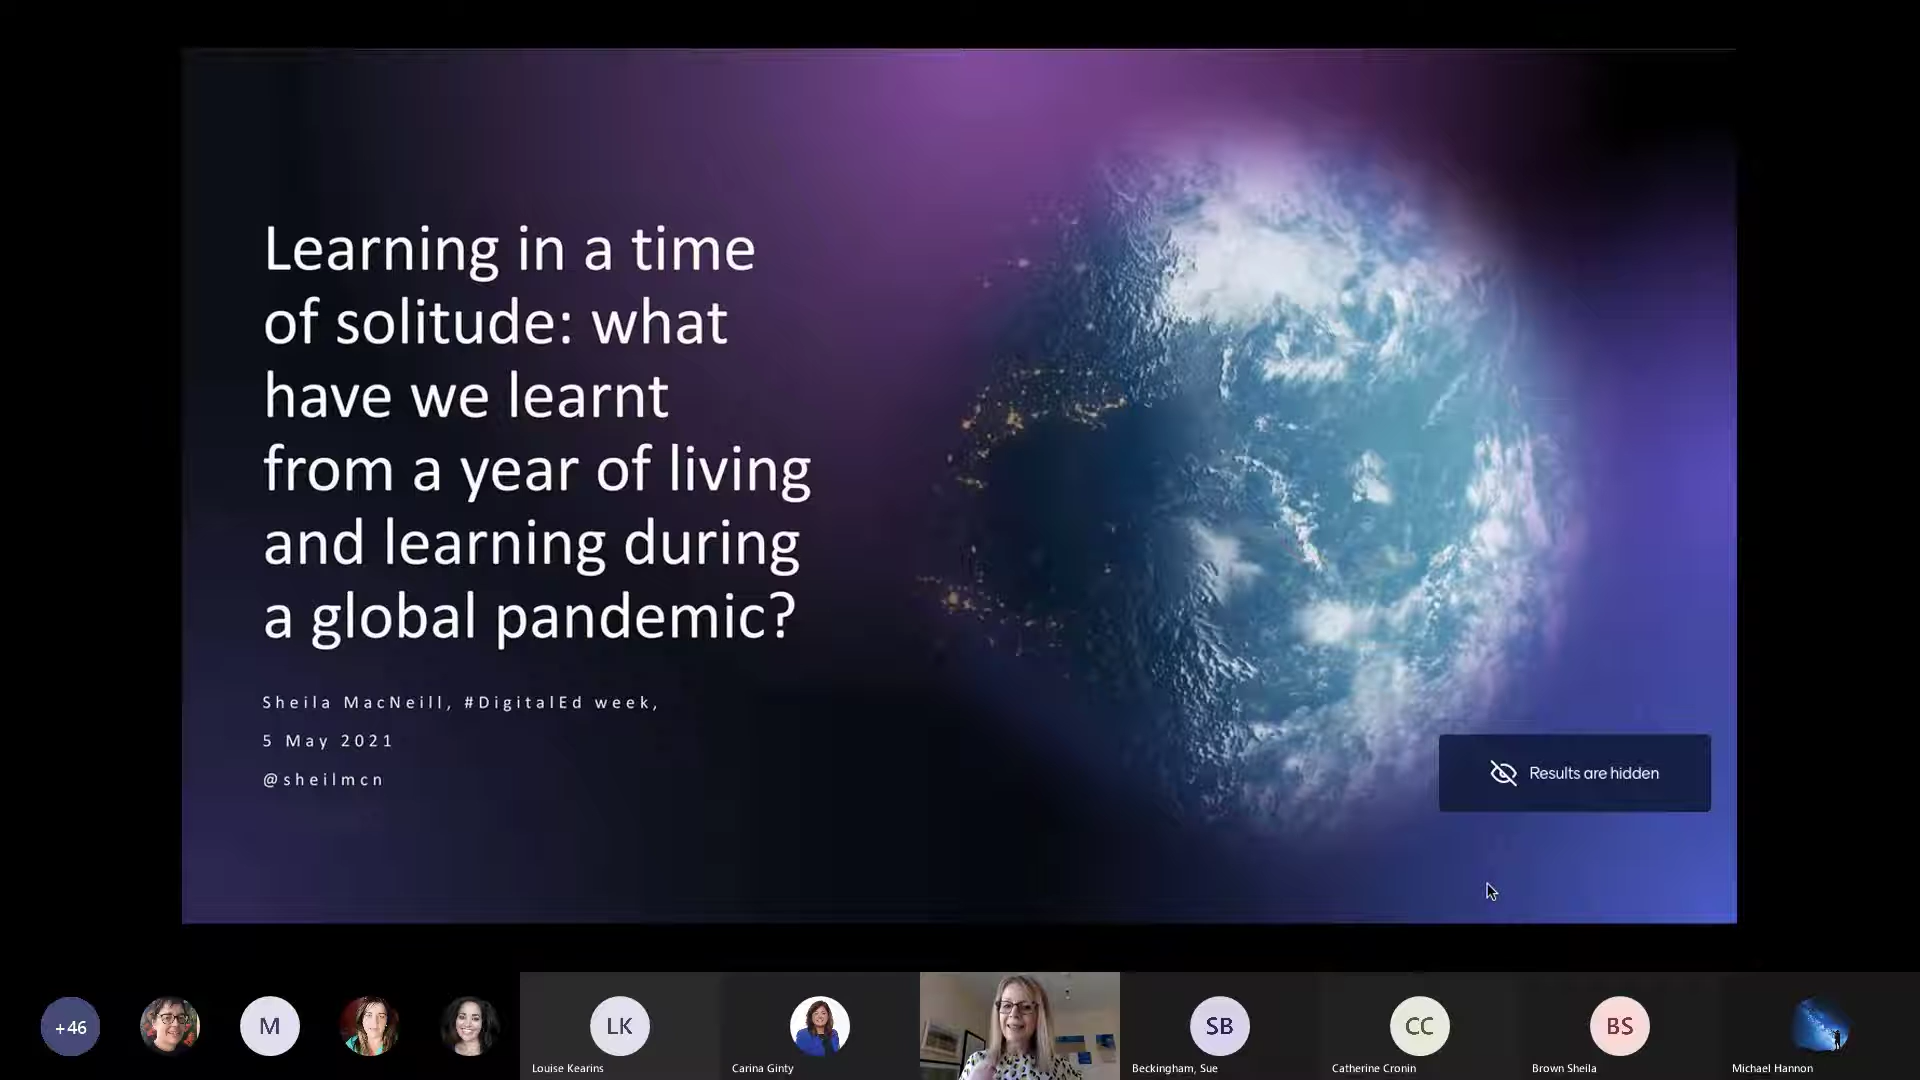 Learning in a time
of solitude: what
have we learnt
from a year of living
and learning during
a global pandemic?
Sheila MacNeill, #DigitalEd week,
5 May 2021
@sheilmcn
Results are hidden
+46
M
LK
SB
CC
BS
Louise Kearins
Carina Ginty
Beckingham, Sue
Catherine Cronin
Brown Sheila
Michael Hannon